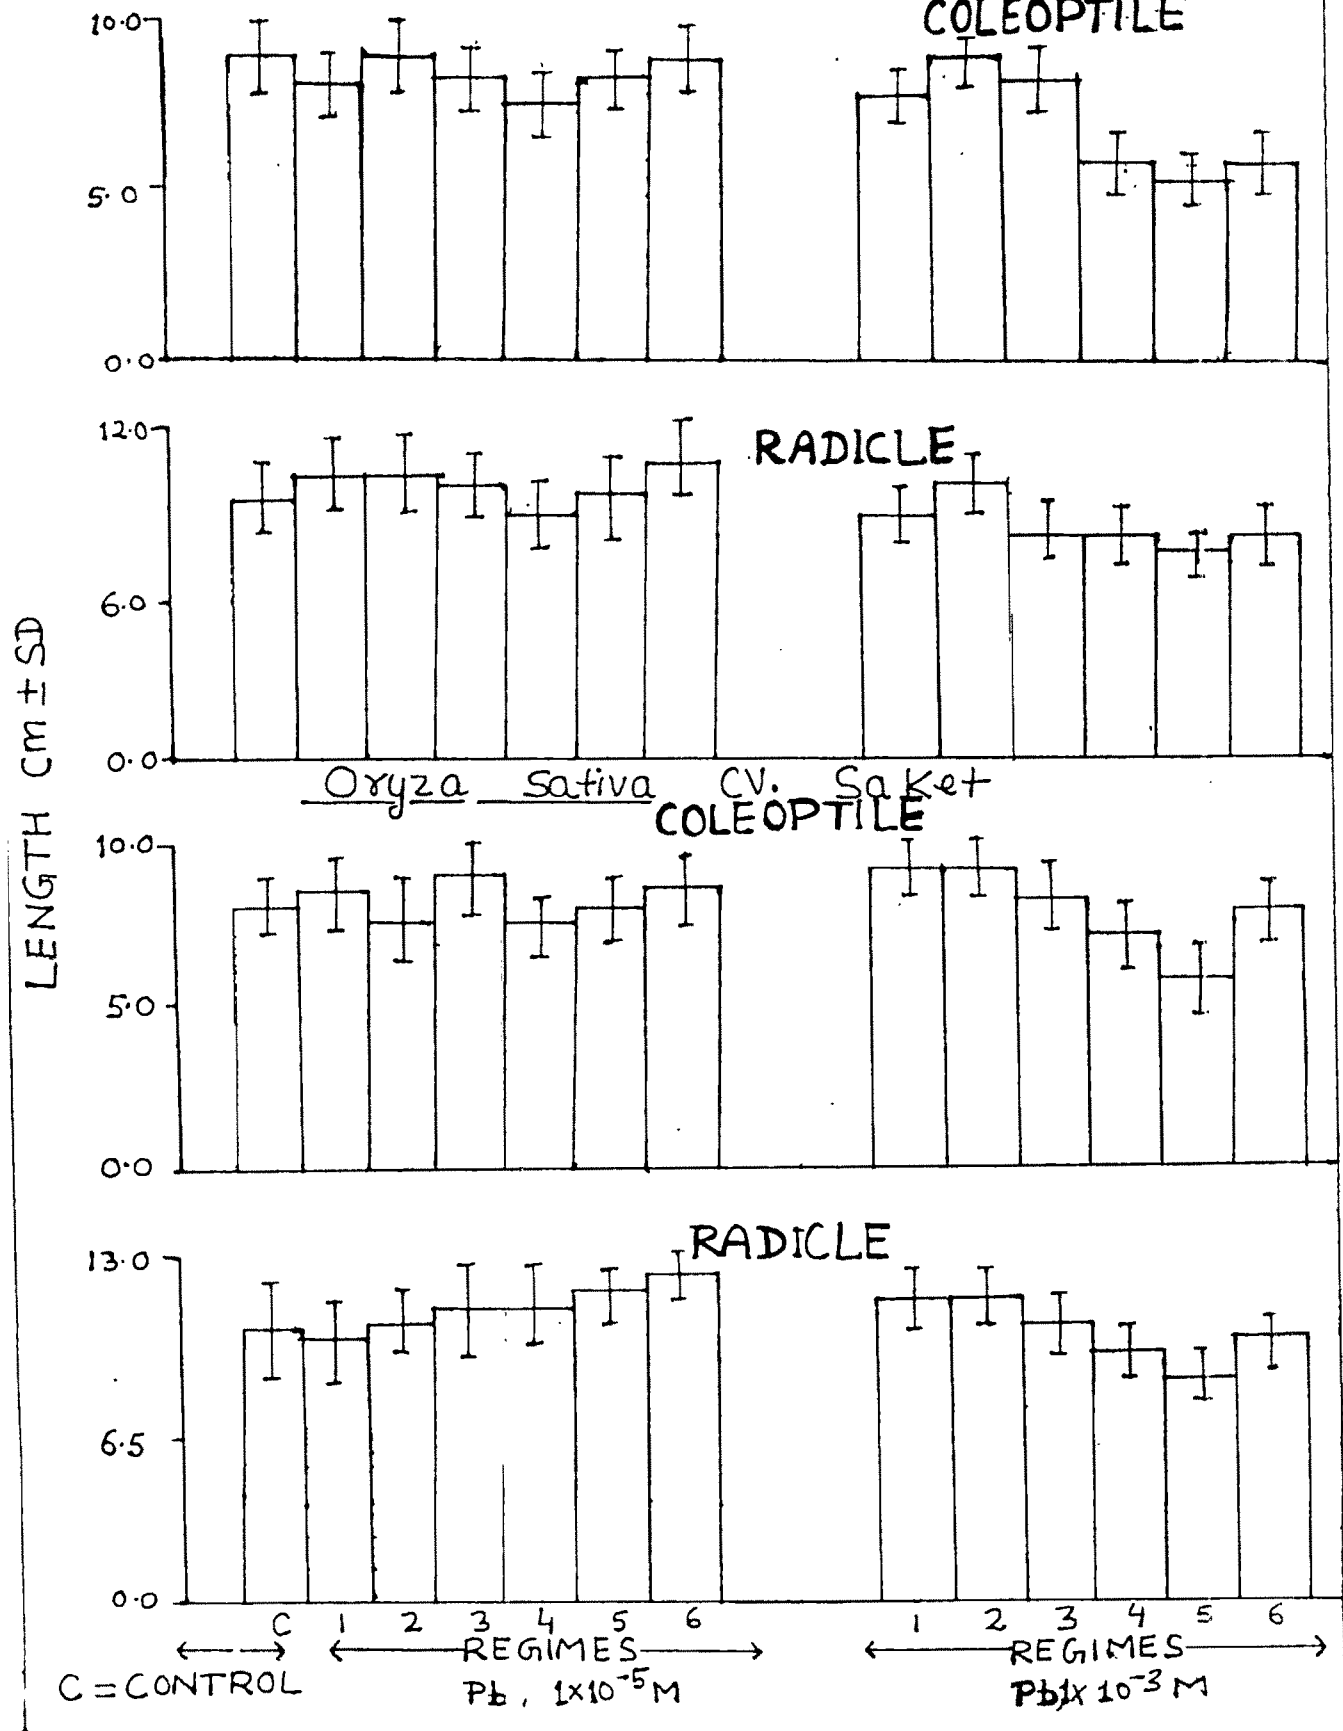 COLEOPTILE
10.0
5.0
0.0
RADICLE
12.0
6.0
0.0
Oryza Sativa CV. Saket
COLEOPTILE
10.0
5.0
0.0
RADICLE
13.0
6.5
0.0
LENGTH Cm ± SD
C 1 2 3 4 5 6 1 2 3 4 5 6
REGIMES REGIMES
C = CONTROL Pb, 1×10⁻⁵ M Pb, 1× 10⁻³ M